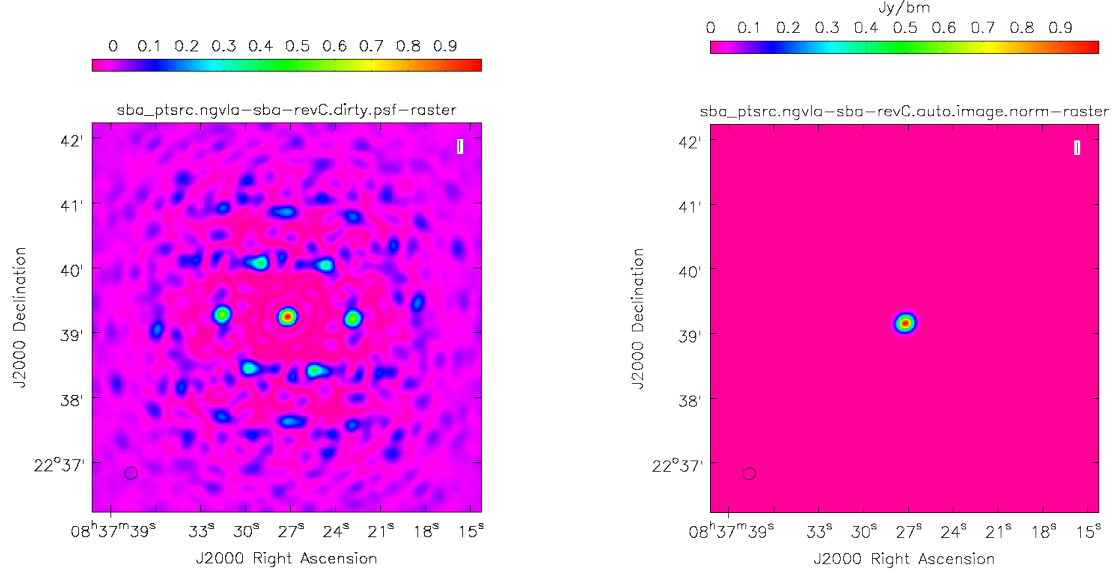 Jy/bm
0 0.1 0.2 0.3 0.4 0.5 0.6 0.7 0.8 0.9
0 0.1 0.2 0.3 0.4 0.5 0.6 0.7 0.8 0.9
sba_ptsrc.ngvla-sba-revC.dirty.psf-raster
sba_ptsrc.ngvla-sba-revC.auto.image.norm-raster
J2000 Declination
42'
41'
40'
39'
38'
22°37'
08ʰ37ᵐ39ˢ 33ˢ 30ˢ 27ˢ 24ˢ 21ˢ 18ˢ 15ˢ
J2000 Right Ascension
J2000 Declination
42'
41'
40'
39'
38'
22°37'
08ʰ37ᵐ39ˢ 33ˢ 30ˢ 27ˢ 24ˢ 21ˢ 18ˢ 15ˢ
J2000 Right Ascension